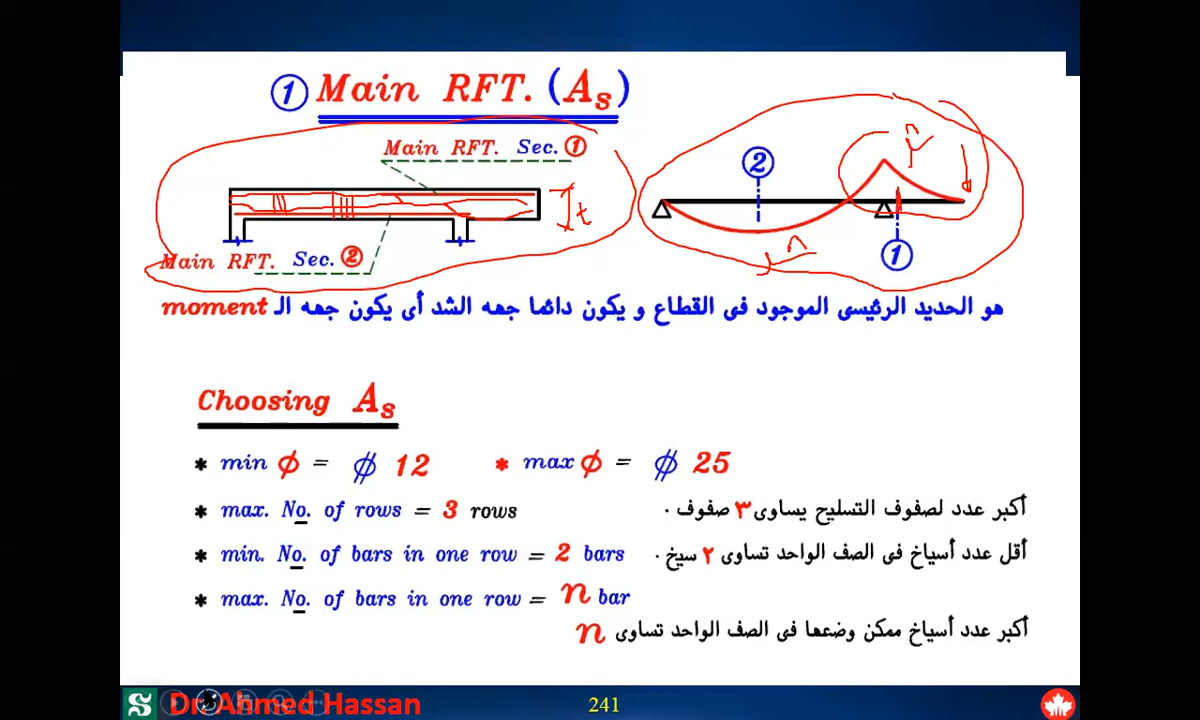 ① Main RFT. (As)
Main RFT. Sec. ①
t
Main RFT. Sec. ②
②
①
هو الحديد الرئيسى الموجود فى القطاع و يكون دائما جهه الشد أى يكون جهه الـ moment
Choosing As
* min ϕ = # 12 * max ϕ = # 25
* max. No. of rows = 3 rows أكبر عدد لصفوف التسليح يساوى ٣ صفوف .
* min. No. of bars in one row = 2 bars أقل عدد أسياخ فى الصف الواحد تساوى ٢ سيخ .
* max. No. of bars in one row = n bar
أكبر عدد أسياخ ممكن وضعها فى الصف الواحد تساوى n
Dr. Ahmed Hassan
241